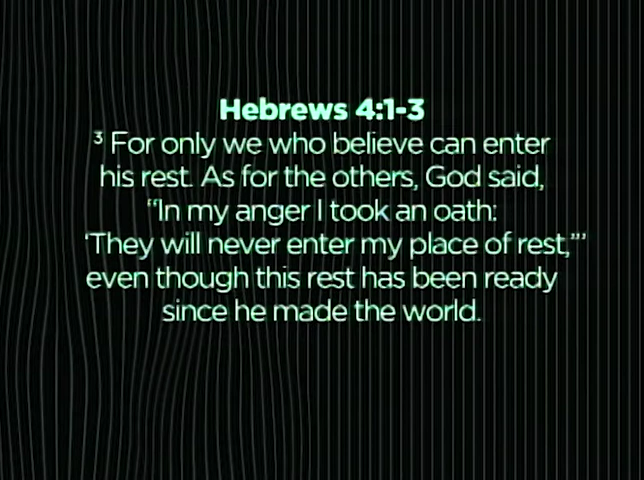 Hebrews 4:1-3
³ For only we who believe can enter
his rest. As for the others, God said,
“In my anger I took an oath:
‘They will never enter my place of rest,’”
even though this rest has been ready
since he made the world.